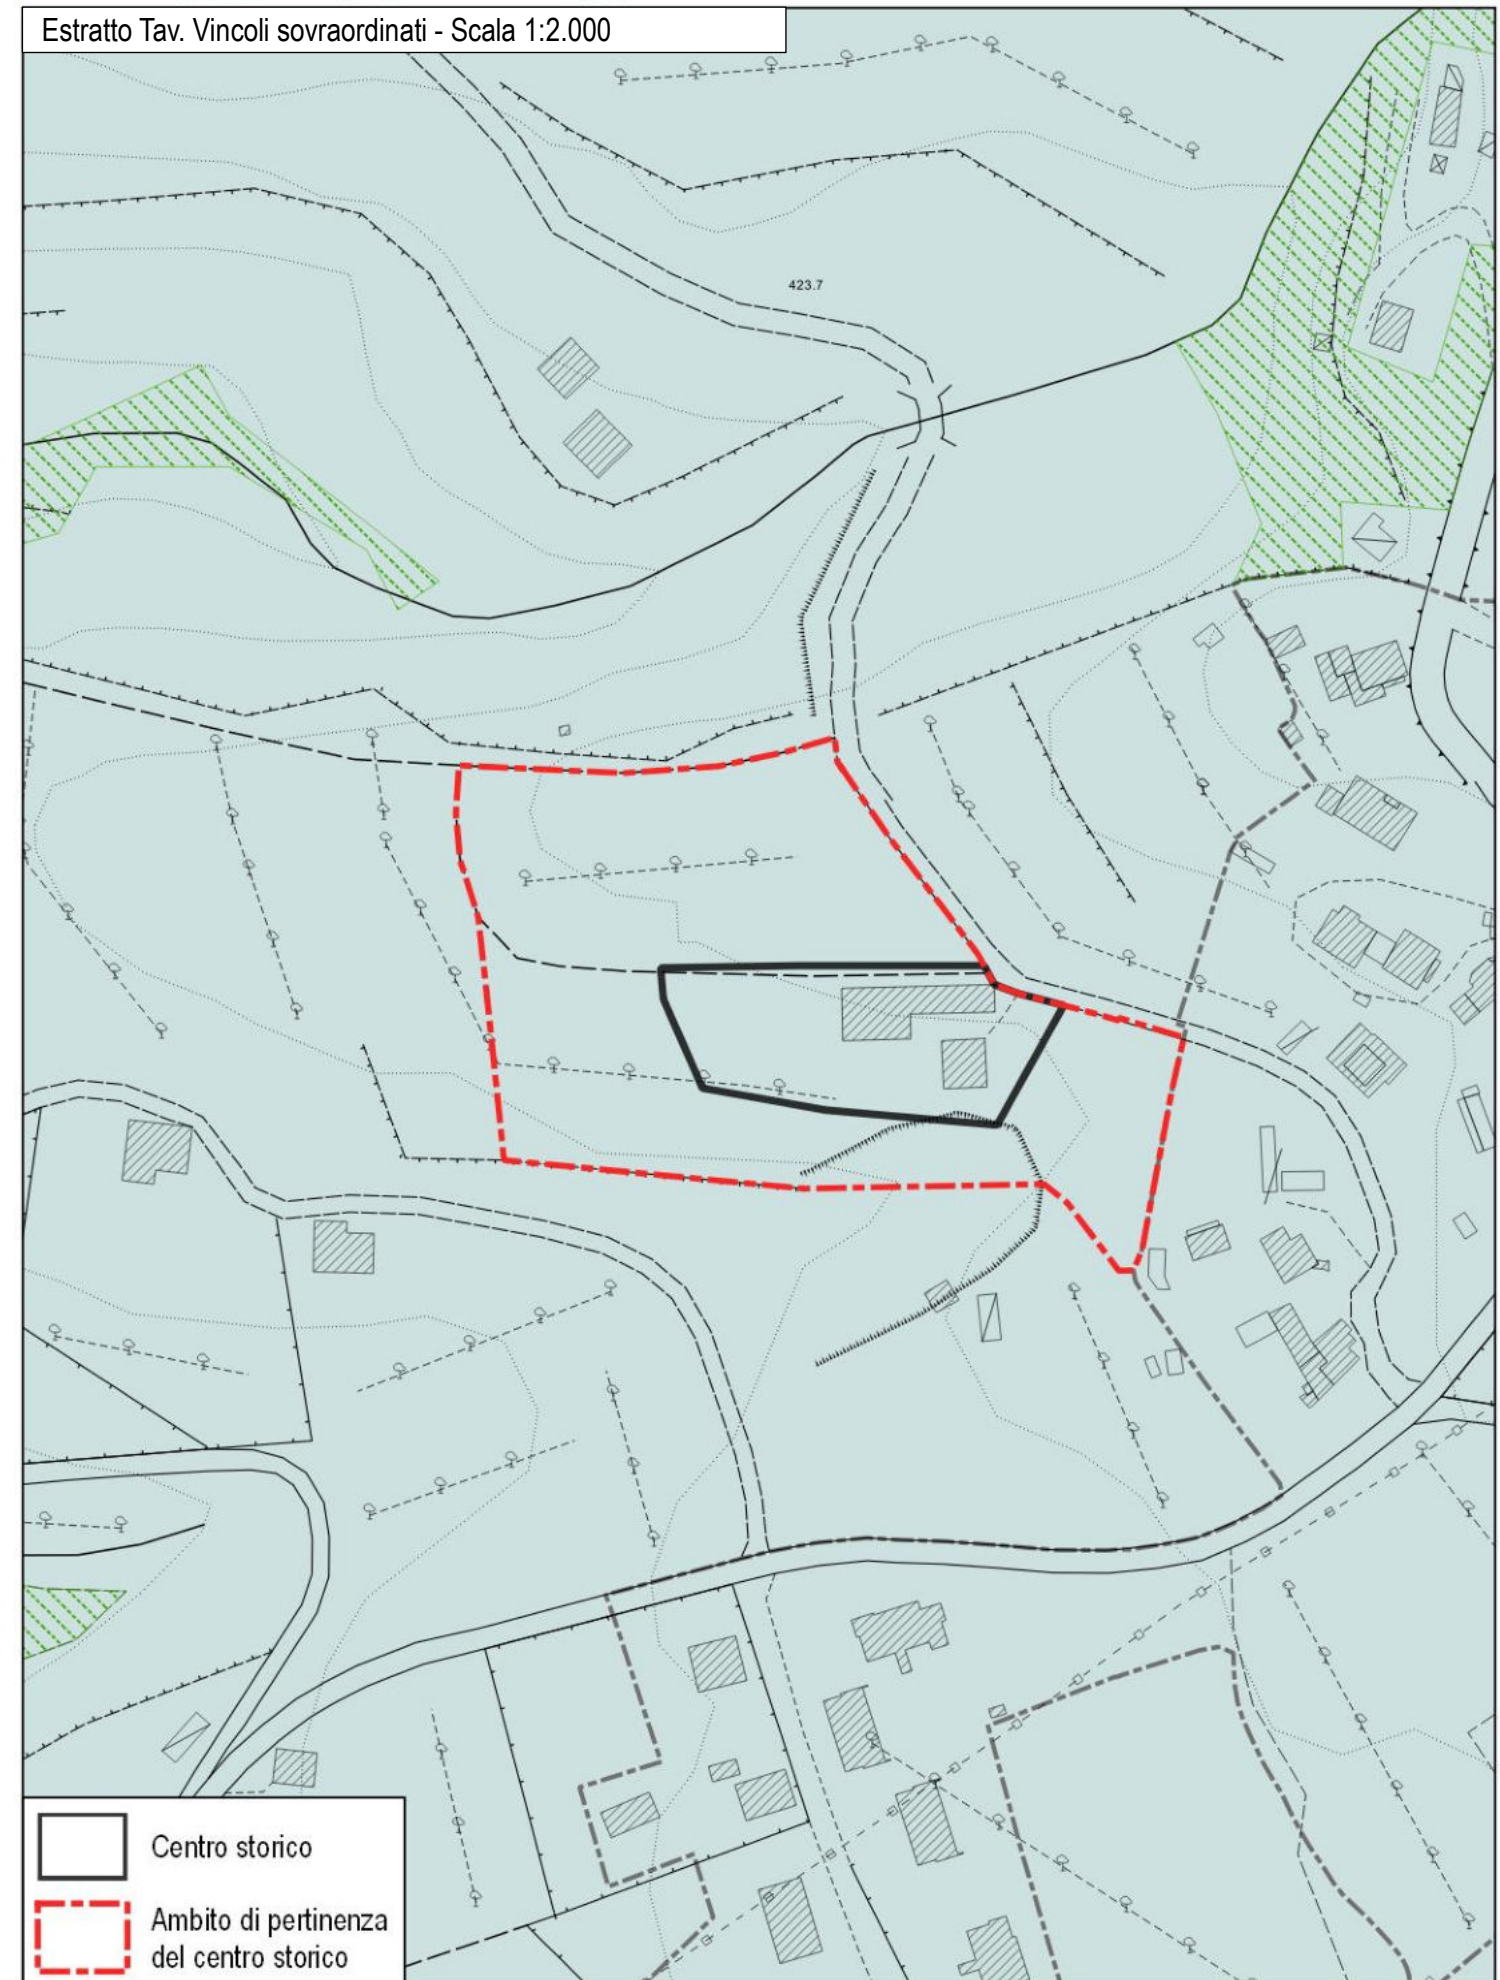 Estratto Tav. Vincoli sovraordinati - Scala 1:2.000
423.7
Centro storico
Ambito di pertinenza
del centro storico